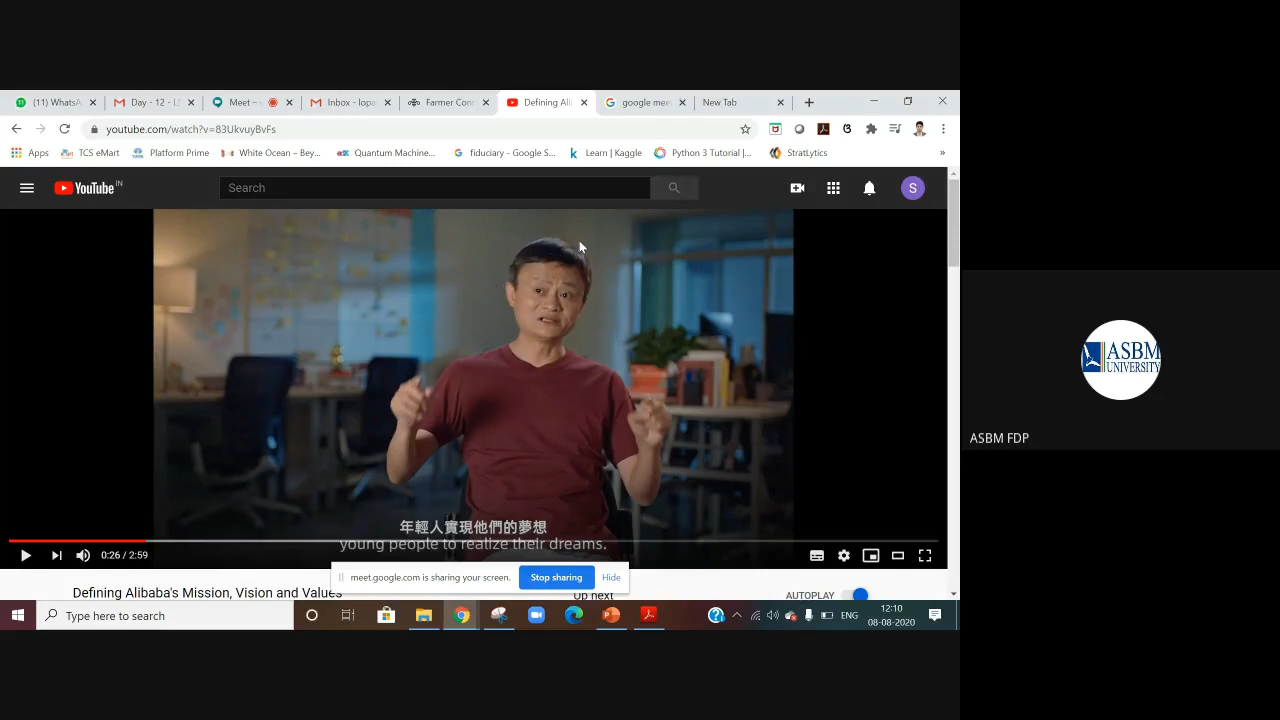 (11) WhatsA
Day - 12 - L
Meet –
Inbox - lopa
Farmer Conn
Defining Ali
google mee
New Tab
youtube.com/watch?v=83UkvuyBvFs
Apps
TCS eMart
Platform Prime
White Ocean – Bey...
Quantum Machine...
fiduciary - Google S...
Learn | Kaggle
Python 3 Tutorial |...
StratLytics
»
YouTube IN
Search
S
年輕人實現他們的夢想
young people to realize their dreams.
0:26 / 2:59
meet.google.com is sharing your screen.
Stop sharing
Hide
Defining Alibaba's Mission, Vision and Values
Up next
AUTOPLAY
Type here to search
ENG
12:10
08-08-2020
ASBM
UNIVERSITY
ASBM FDP